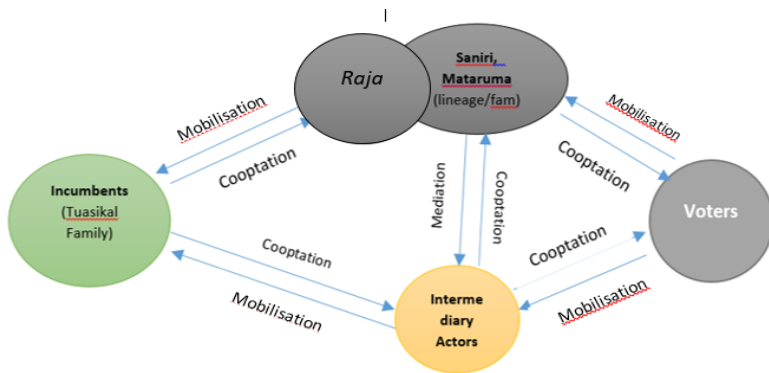 Raja
Saniri,
Mataruma
(lineage/fam)
Mobilisation
Cooptation
Mobilisation
Cooptation
Incumbents
(Tuasikal
Family)
Mediation
Cooptation
Voters
Cooptation
Mobilisation
Cooptation
Mobilisation
Interme
diary
Actors